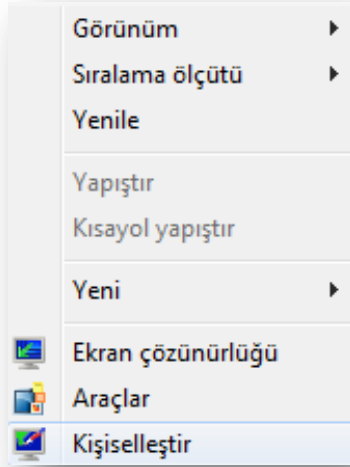 Görünüm
Sıralama ölçütü
Yenile
Yapıştır
Kısayol yapıştır
Yeni
Ekran çözünürlüğü
Araçlar
Kişiselleştir